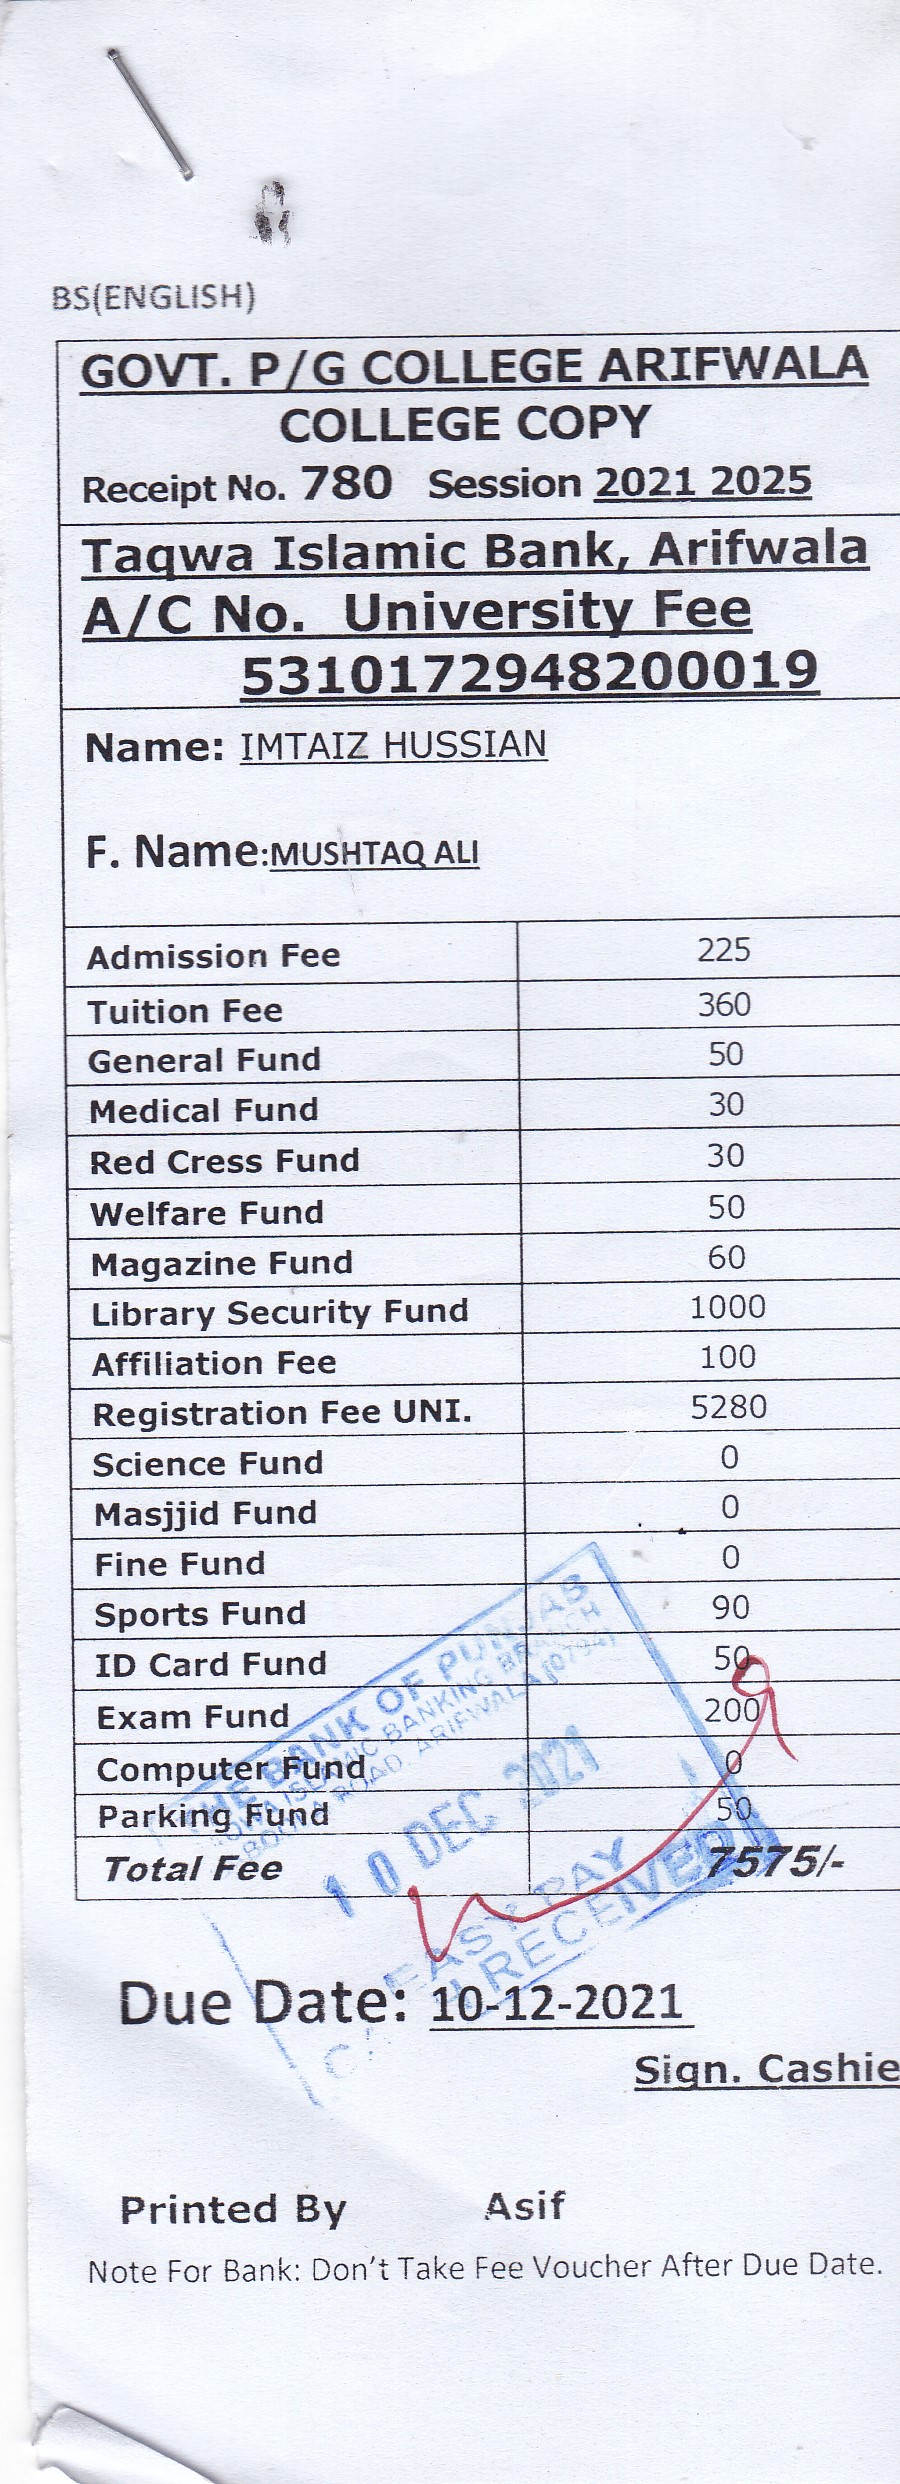 BS(ENGLISH)
GOVT. P/G COLLEGE ARIFWALA
COLLEGE COPY
Receipt No. 780 Session 2021 2025
Taqwa Islamic Bank, Arifwala
A/C No. University Fee
5310172948200019
Name: IMTAIZ HUSSIAN
F. Name:MUSHTAQ ALI
Admission Fee 225
Tuition Fee 360
General Fund 50
Medical Fund 30
Red Cress Fund 30
Welfare Fund 50
Magazine Fund 60
Library Security Fund 1000
Affiliation Fee 100
Registration Fee UNI. 5280
Science Fund 0
Masjjid Fund 0
Fine Fund 0
Sports Fund 90
ID Card Fund 50
Exam Fund 200
Computer Fund 0
Parking Fund 50
Total Fee 7575/-
THE BANK OF PUNJAB
ISLAMIC BANKING BRANCH
ROAD, ARIFWALA (0794)
10 DEC 2021
EASY PAY
RECEIVED
Due Date: 10-12-2021
Sign. Cashie
Printed By Asif
Note For Bank: Don't Take Fee Voucher After Due Date.